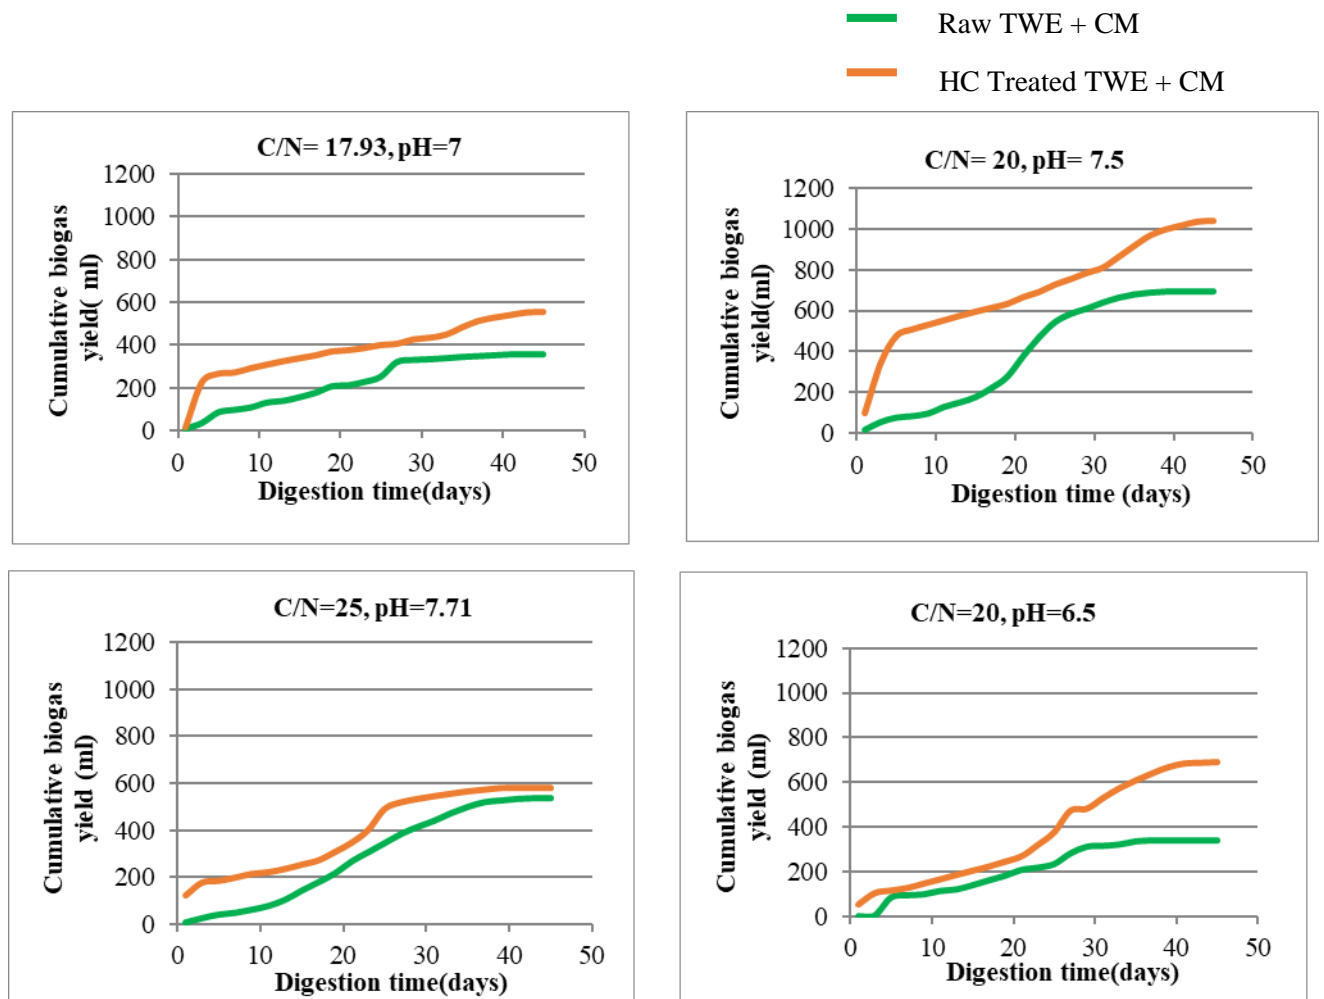 Raw TWE + CM
HC Treated TWE + CM
C/N= 17.93, pH=7
1200
1000
800
600
400
200
0
0 10 20 30 40 50
Cumulative biogas
yield( ml)
Digestion time(days)
C/N= 20, pH= 7.5
1200
1000
800
600
400
200
0
0 10 20 30 40 50
Cumulative biogas
yield(ml)
Digestion time (days)
C/N=25, pH=7.71
1200
1000
800
600
400
200
0
0 10 20 30 40 50
Cumulative biogas
yield (ml)
Digestion time(days)
C/N=20, pH=6.5
1200
1000
800
600
400
200
0
0 10 20 30 40 50
Cumulative biogas
yield (ml)
Digestion time(days)